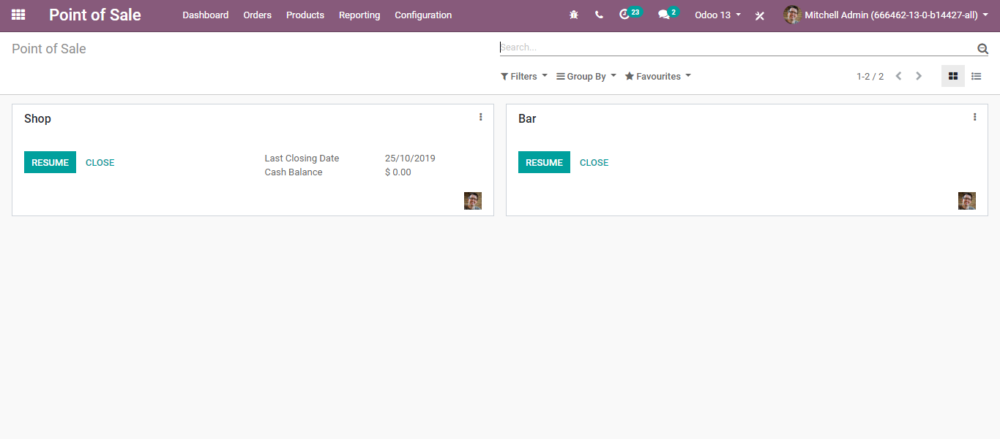 Point of Sale Dashboard Orders Products Reporting Configuration 23 2 Odoo 13 Mitchell Admin (666462-13-0-b14427-all)
Point of Sale Search...
Filters Group By Favourites 1-2 / 2
Shop Bar
RESUME CLOSE Last Closing Date 25/10/2019 RESUME CLOSE
Cash Balance $ 0.00